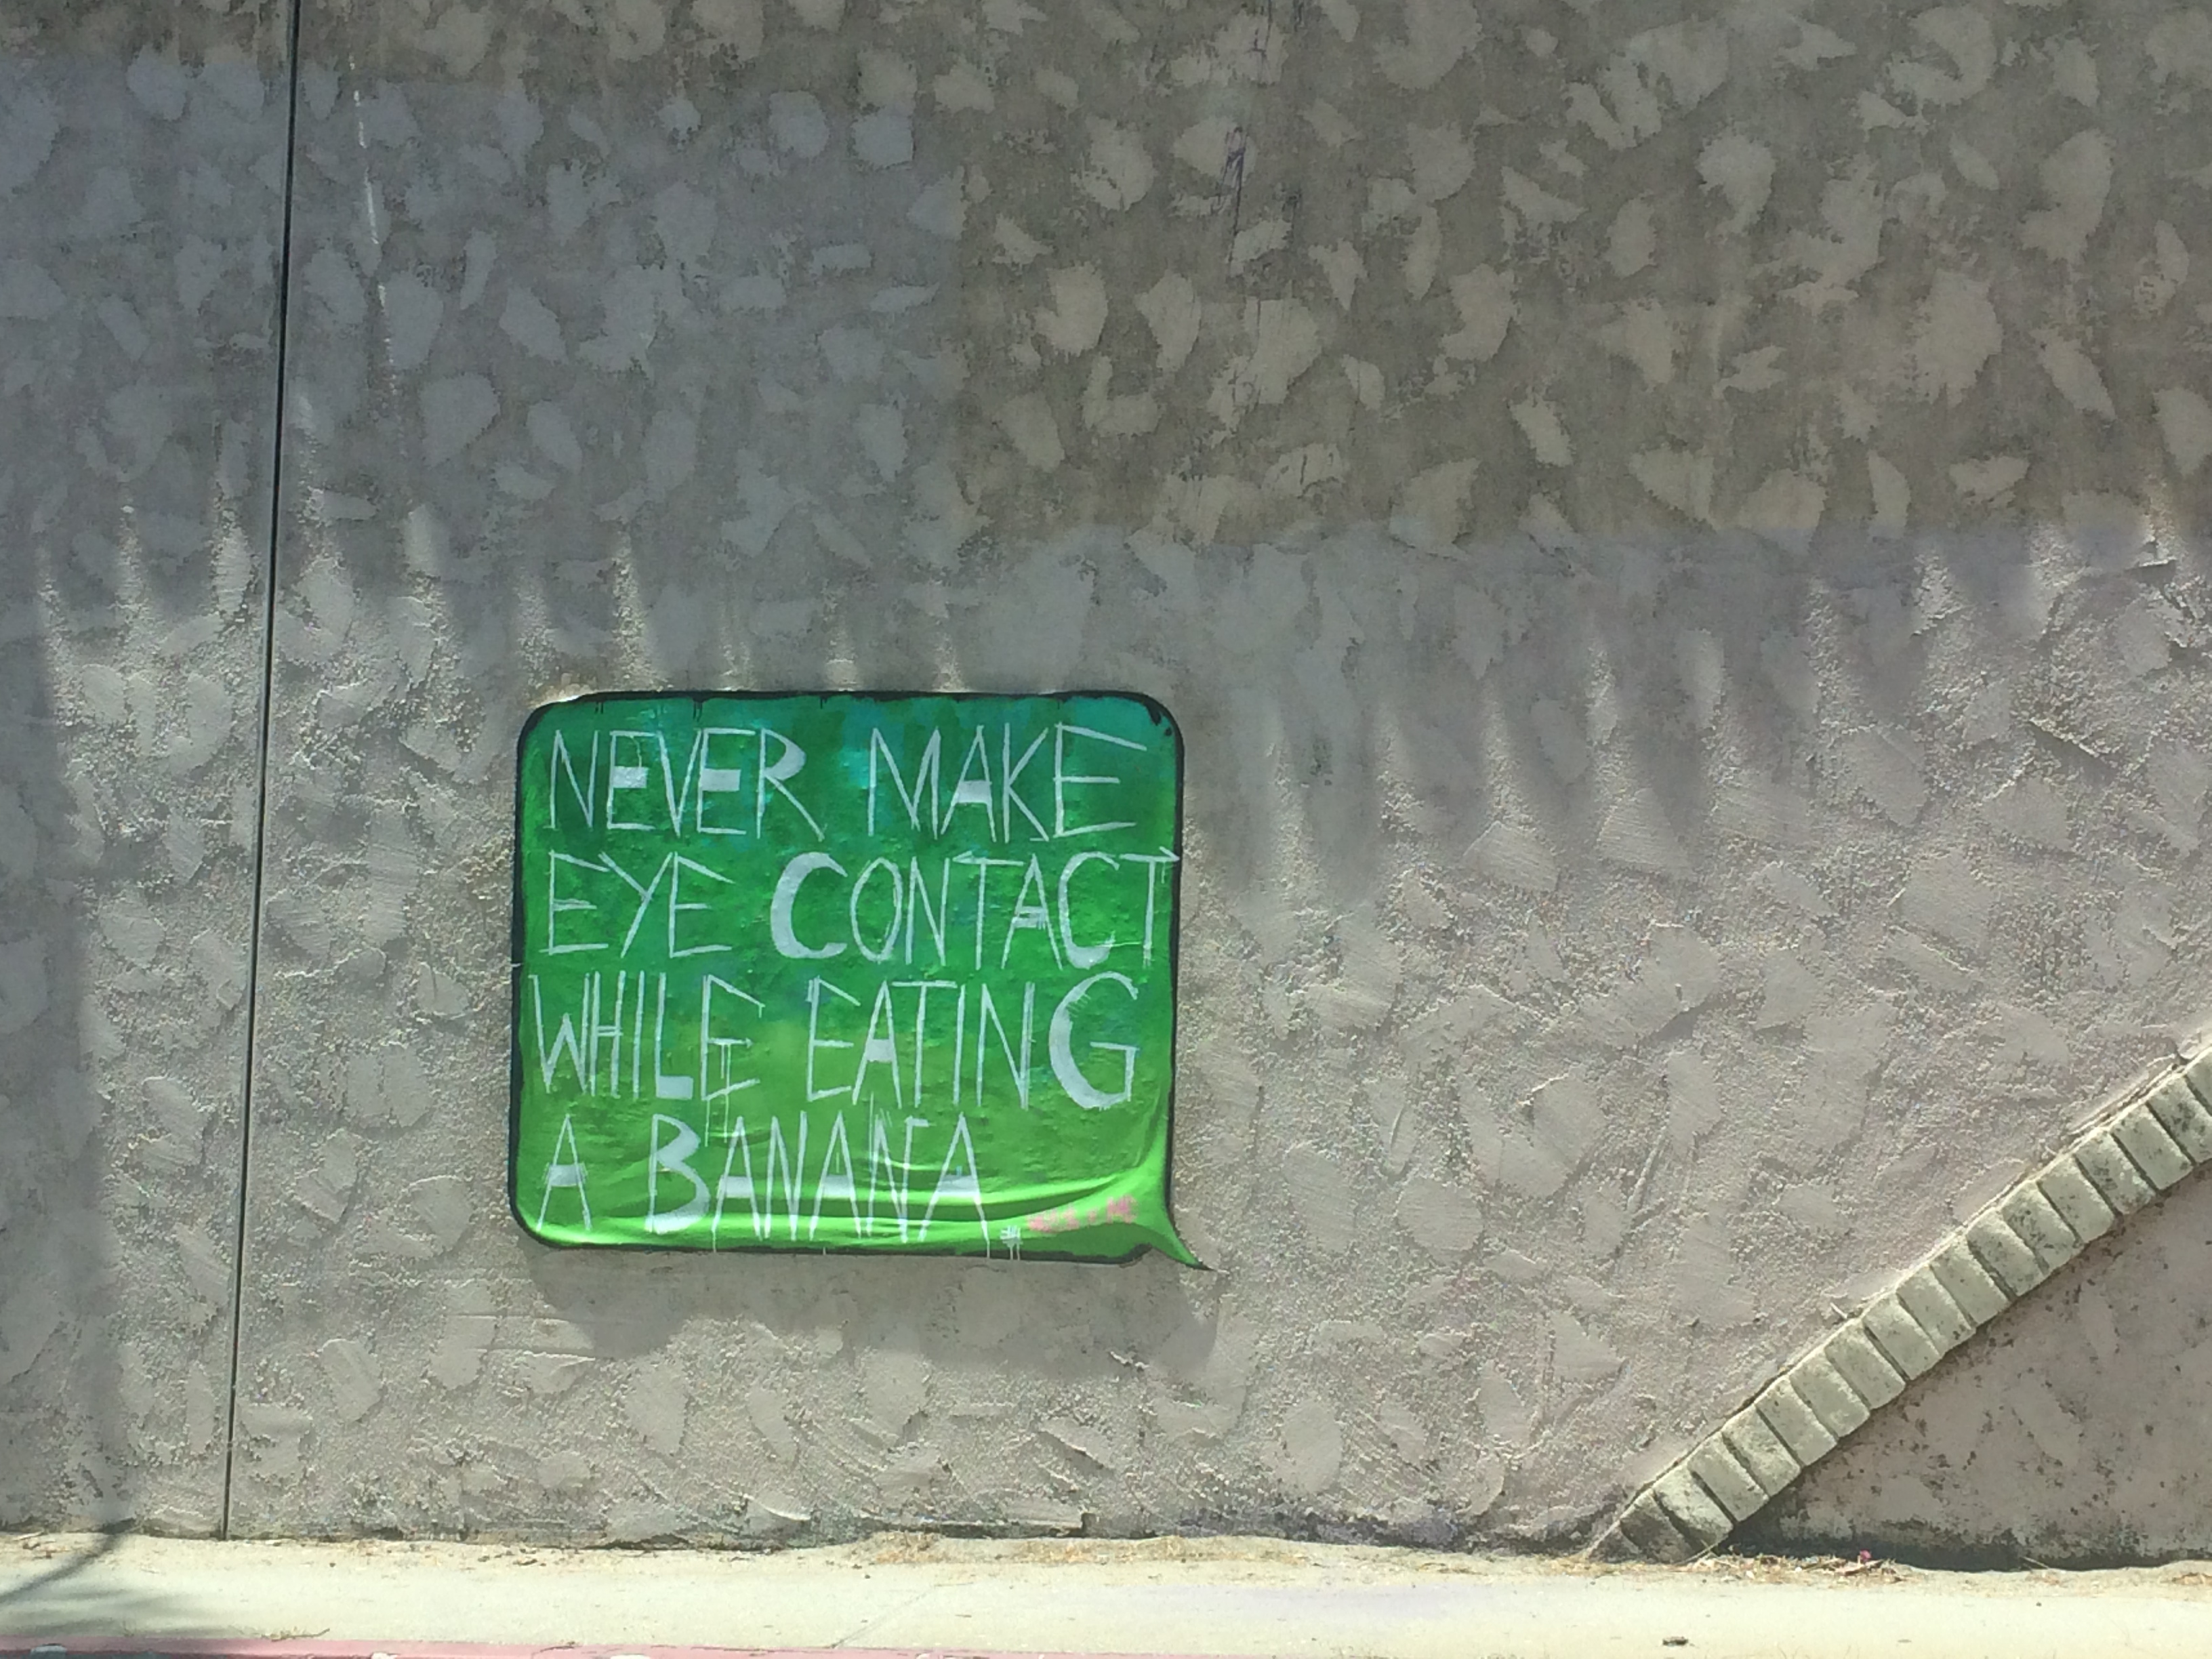 NEVER MAKE
EYE CONTACT
WHILE EATING
A BANANA.